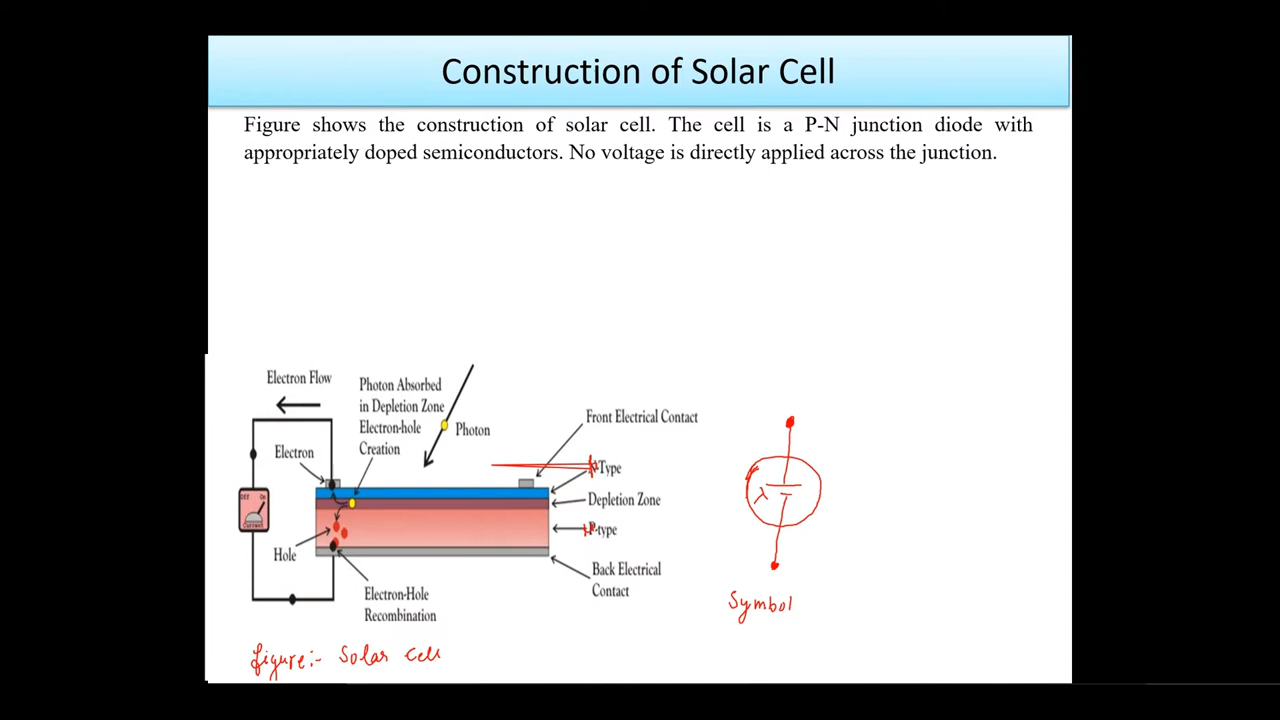 Construction of Solar Cell
Figure shows the construction of solar cell. The cell is a P-N junction diode with
appropriately doped semiconductors. No voltage is directly applied across the junction.
Electron Flow
Photon Absorbed
in Depletion Zone
Electron-hole
Creation
Photon
Front Electrical Contact
Electron
Type
Depletion Zone
Off
On
Current
P-type
Hole
Back Electrical
Contact
Electron-Hole
Recombination
λ
Symbol
figure:- Solar Cell